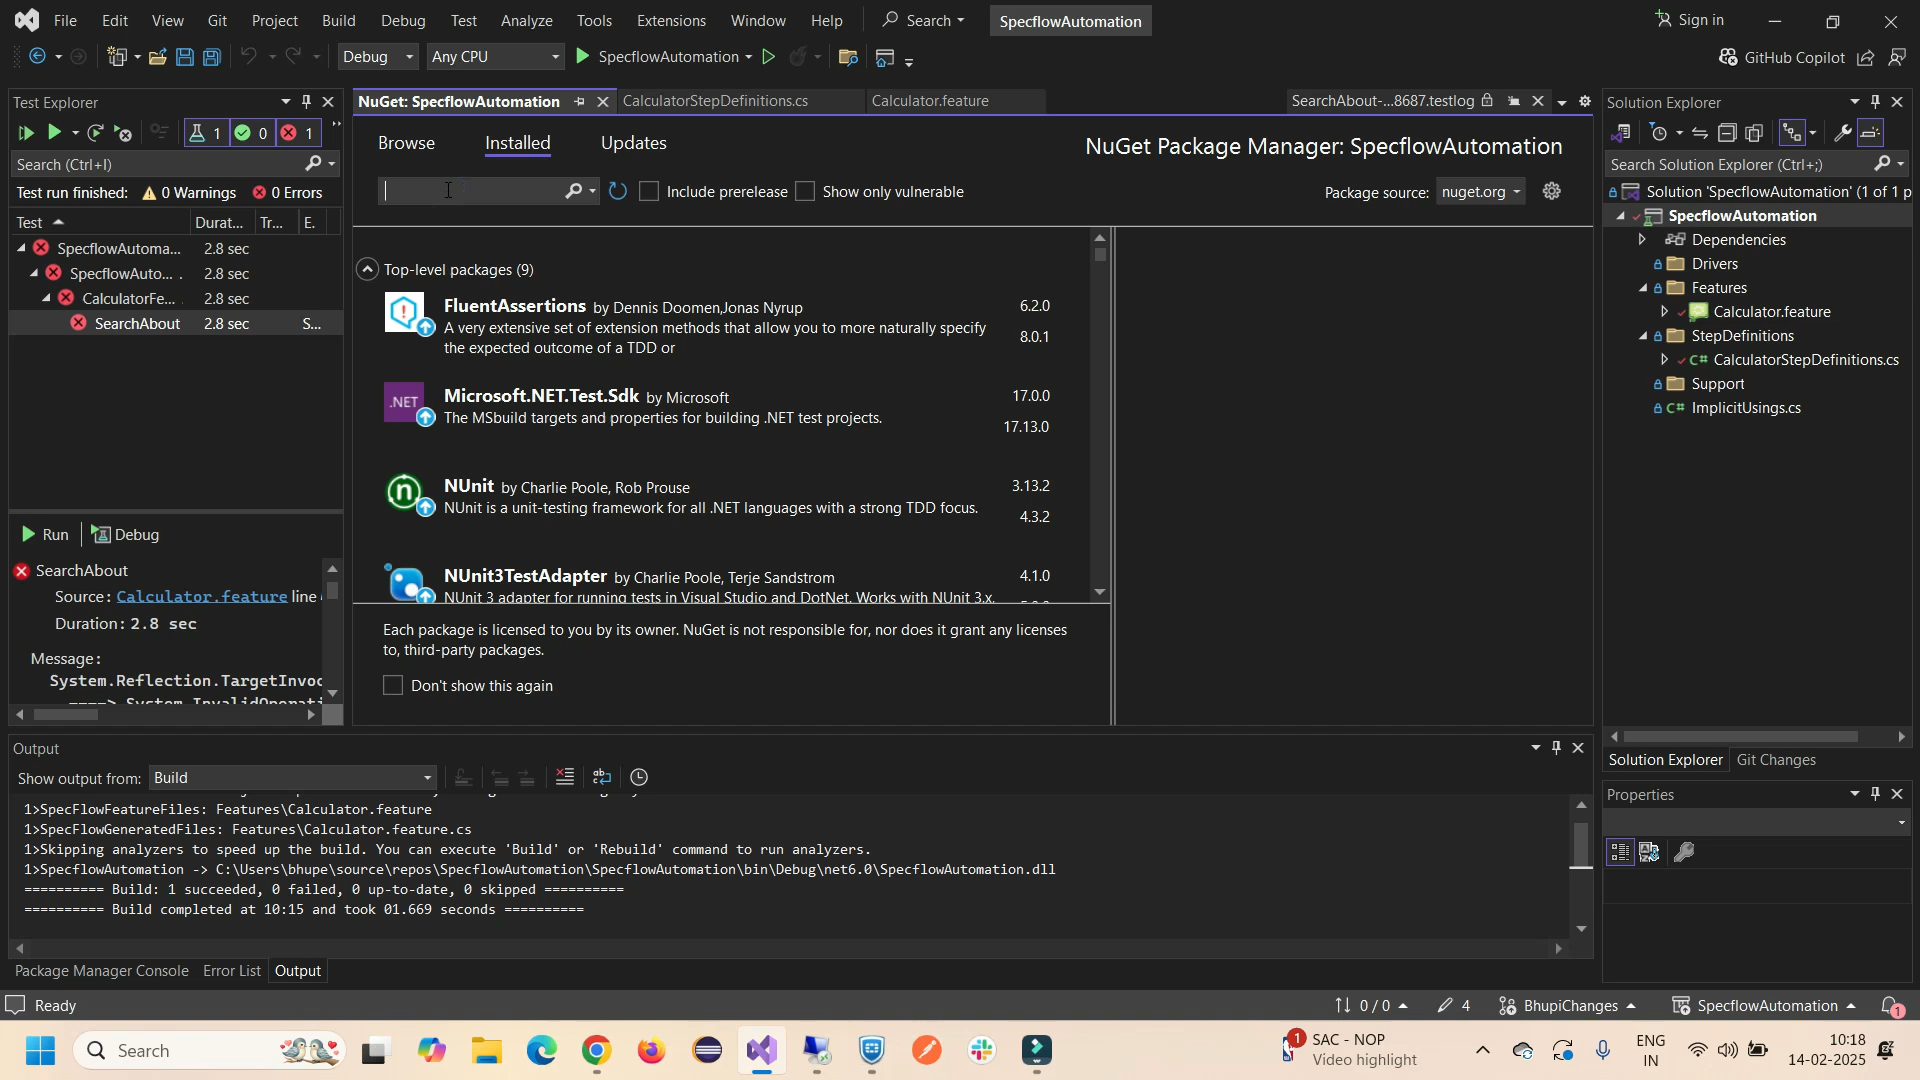 File Edit View Git Project Build Debug Test Analyze Tools Extensions Window Help Search SpecflowAutomation Sign in
Debug Any CPU SpecflowAutomation GitHub Copilot
Test Explorer
1 0 1
Search (Ctrl+I)
Test run finished: 0 Warnings 0 Errors
Test Durat... Tr... E.
SpecflowAutoma... 2.8 sec
SpecflowAuto... 2.8 sec
CalculatorFe... 2.8 sec
SearchAbout 2.8 sec S...
Run Debug
SearchAbout
Source: Calculator.feature line
Duration: 2.8 sec
Message:
System.Reflection.TargetInvoc
----> System.InvalidOperati
NuGet: SpecflowAutomation CalculatorStepDefinitions.cs Calculator.feature SearchAbout-...8687.testlog
Browse Installed Updates NuGet Package Manager: SpecflowAutomation
Include prerelease Show only vulnerable Package source: nuget.org
Top-level packages (9)
FluentAssertions by Dennis Doomen,Jonas Nyrup 6.2.0
A very extensive set of extension methods that allow you to more naturally specify 8.0.1
the expected outcome of a TDD or
.NET Microsoft.NET.Test.Sdk by Microsoft 17.0.0
The MSbuild targets and properties for building .NET test projects. 17.13.0
n NUnit by Charlie Poole, Rob Prouse 3.13.2
NUnit is a unit-testing framework for all .NET languages with a strong TDD focus. 4.3.2
NUnit3TestAdapter by Charlie Poole, Terje Sandstrom 4.1.0
NUnit 3 adapter for running tests in Visual Studio and DotNet. Works with NUnit 3.x,
Each package is licensed to you by its owner. NuGet is not responsible for, nor does it grant any licenses
to, third-party packages.
Don't show this again
Solution Explorer
Search Solution Explorer (Ctrl+;)
Solution 'SpecflowAutomation' (1 of 1 p
SpecflowAutomation
Dependencies
Drivers
Features
Calculator.feature
StepDefinitions
C# CalculatorStepDefinitions.cs
Support
C# ImplicitUsings.cs
Solution Explorer Git Changes
Properties
Output
Show output from: Build
1>SpecFlowFeatureFiles: Features\Calculator.feature
1>SpecFlowGeneratedFiles: Features\Calculator.feature.cs
1>Skipping analyzers to speed up the build. You can execute 'Build' or 'Rebuild' command to run analyzers.
1>SpecflowAutomation -> C:\Users\bhupe\source\repos\SpecflowAutomation\SpecflowAutomation\bin\Debug\net6.0\SpecflowAutomation.dll
========== Build: 1 succeeded, 0 failed, 0 up-to-date, 0 skipped ==========
========== Build completed at 10:15 and took 01.669 seconds ==========
Package Manager Console Error List Output
Ready 0 / 0 4 BhupiChanges SpecflowAutomation 1
Search 1 SAC - NOP Video highlight ENG IN 10:18 14-02-2025